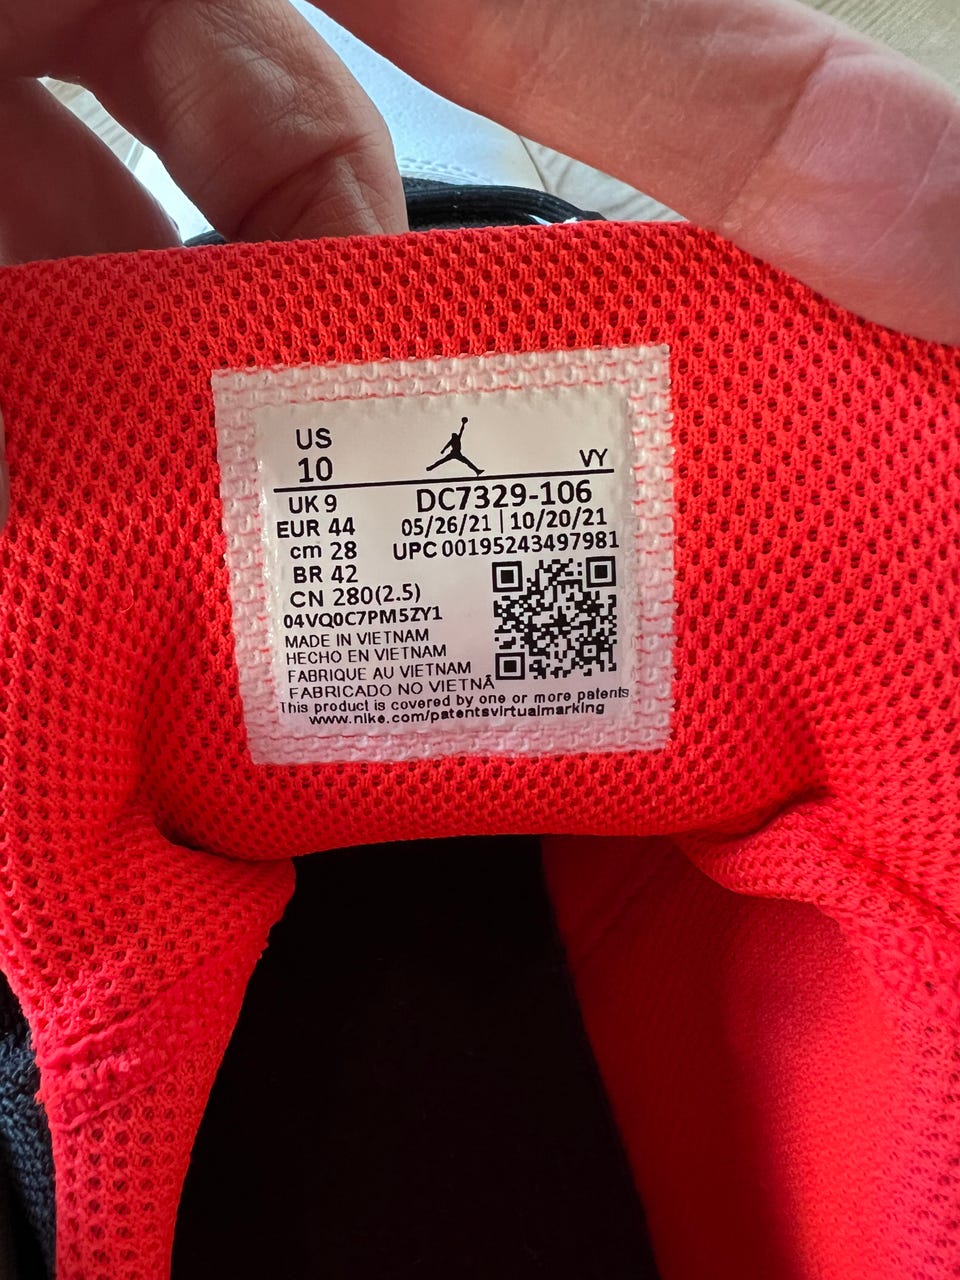 US
10
VY
UK 9
DC7329-106
EUR 44
05/26/21 | 10/20/21
cm 28
UPC 00195243497981
BR 42
CN 280(2.5)
04VQ0C7PM5ZY1
MADE IN VIETNAM
HECHO EN VIETNAM
FABRIQUE AU VIETNAM
FABRICADO NO VIETNÃ
This product is covered by one or more patents
www.nike.com/patentsvirtualmarking